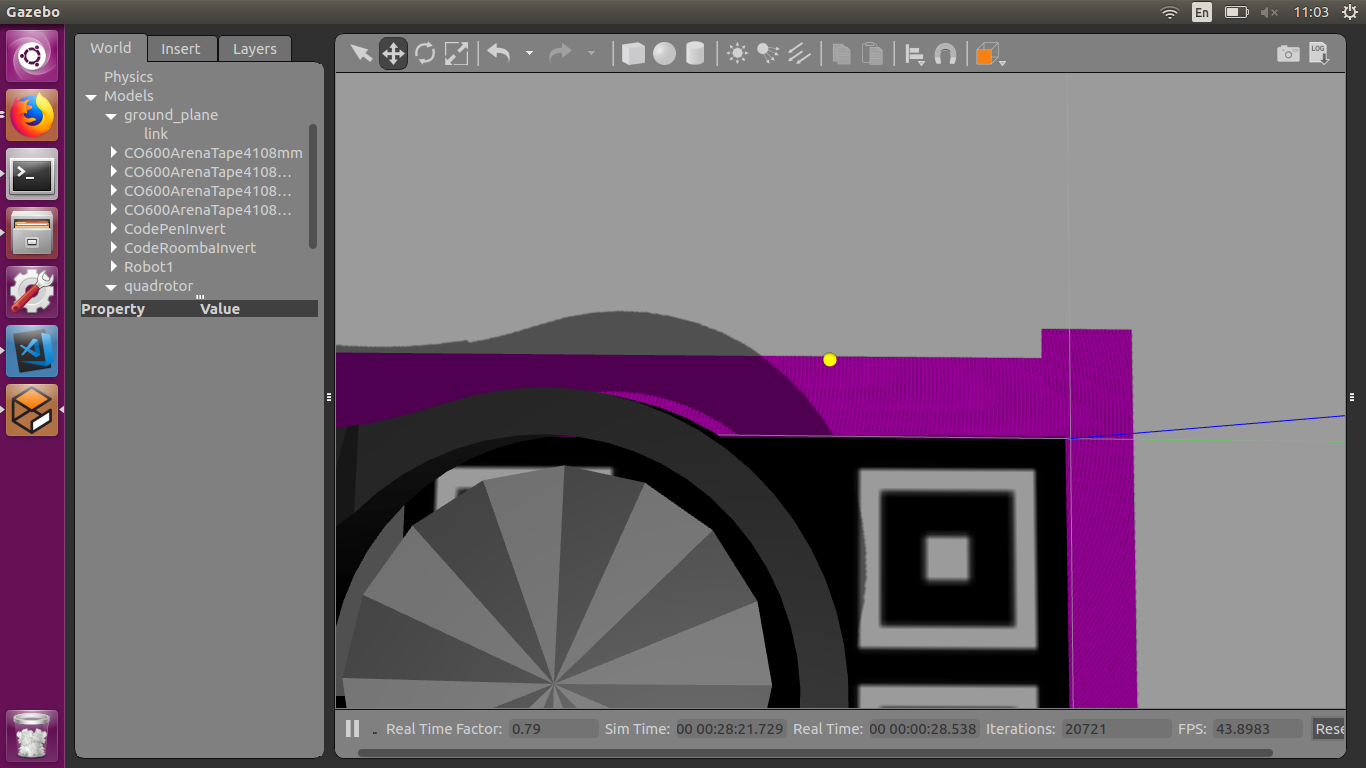 Gazebo
En
11:03
World
Insert
Layers
LOG
Physics
Models
ground_plane
link
CO600ArenaTape4108mm
CO600ArenaTape4108...
CO600ArenaTape4108...
CO600ArenaTape4108...
CodePenInvert
CodeRoombaInvert
Robot1
quadrotor
Property Value
Real Time Factor: 0.79 Sim Time: 00 00:28:21.729 Real Time: 00 00:00:28.538 Iterations: 20721 FPS: 43.8983 Rese